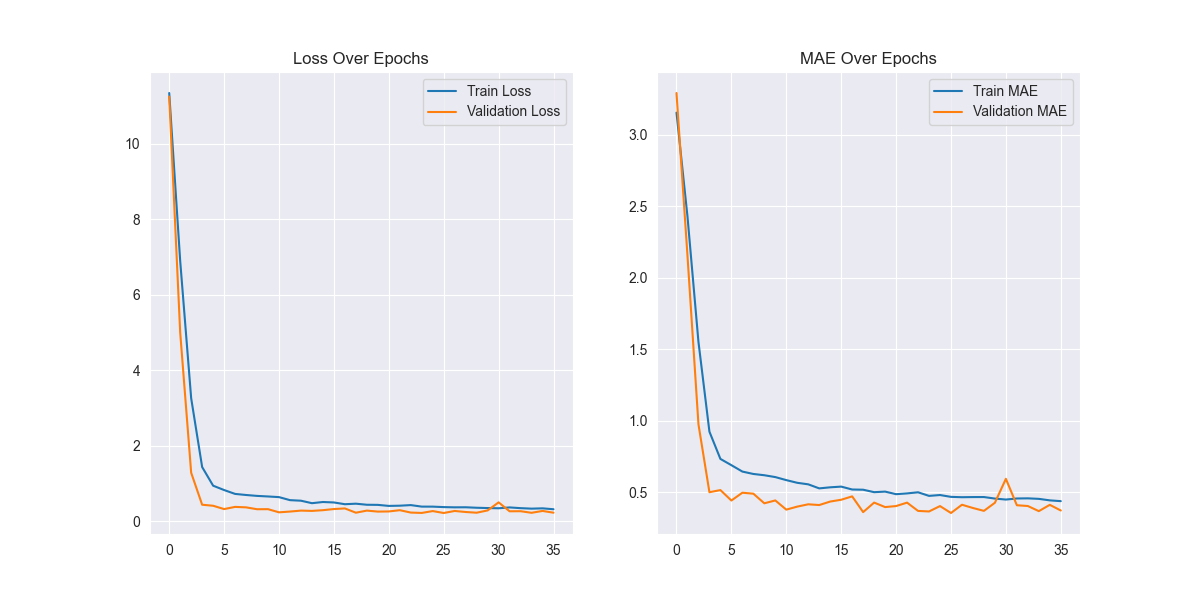 Loss Over Epochs
Train Loss
Validation Loss
10
8
6
4
2
0
0 5 10 15 20 25 30 35
MAE Over Epochs
Train MAE
Validation MAE
3.0
2.5
2.0
1.5
1.0
0.5
0 5 10 15 20 25 30 35